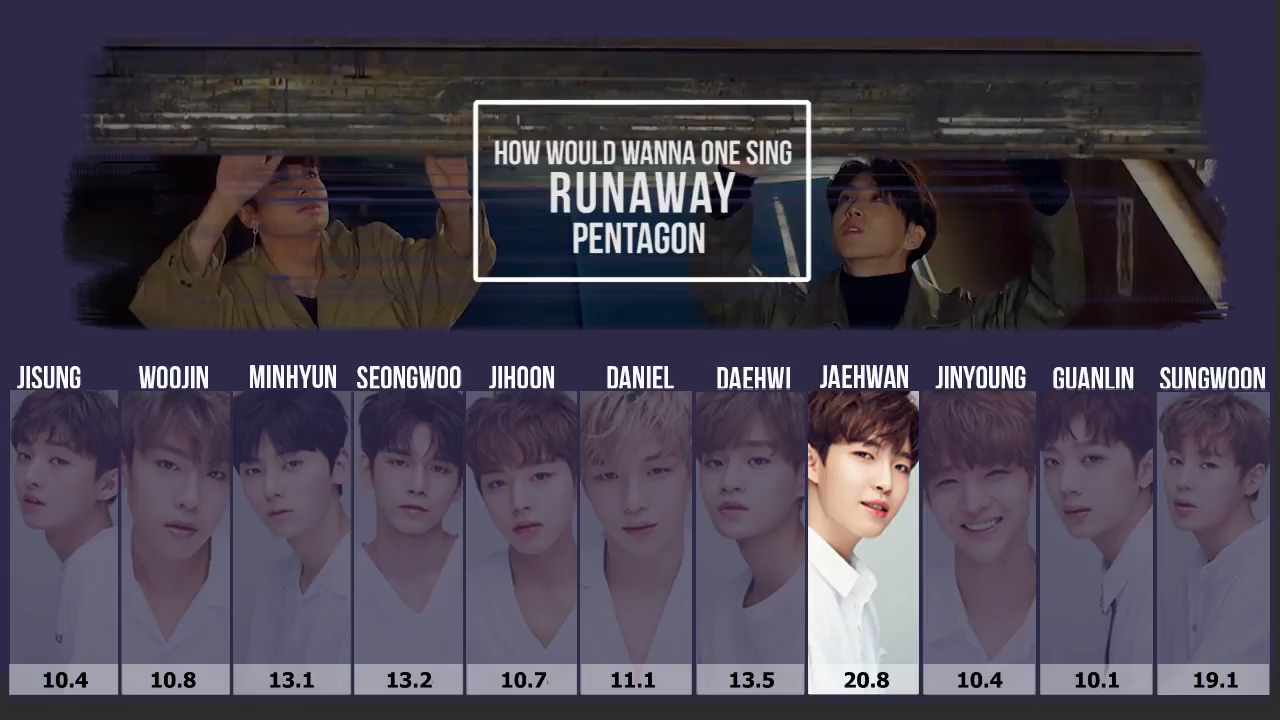 HOW WOULD WANNA ONE SING
RUNAWAY
PENTAGON
JISUNG WOOJIN MINHYUN SEONGWOO JIHOON DANIEL DAEHWI JAEHWAN JINYOUNG GUANLIN SUNGWOON
10.4 10.8 13.1 13.2 10.7 11.1 13.5 20.8 10.4 10.1 19.1